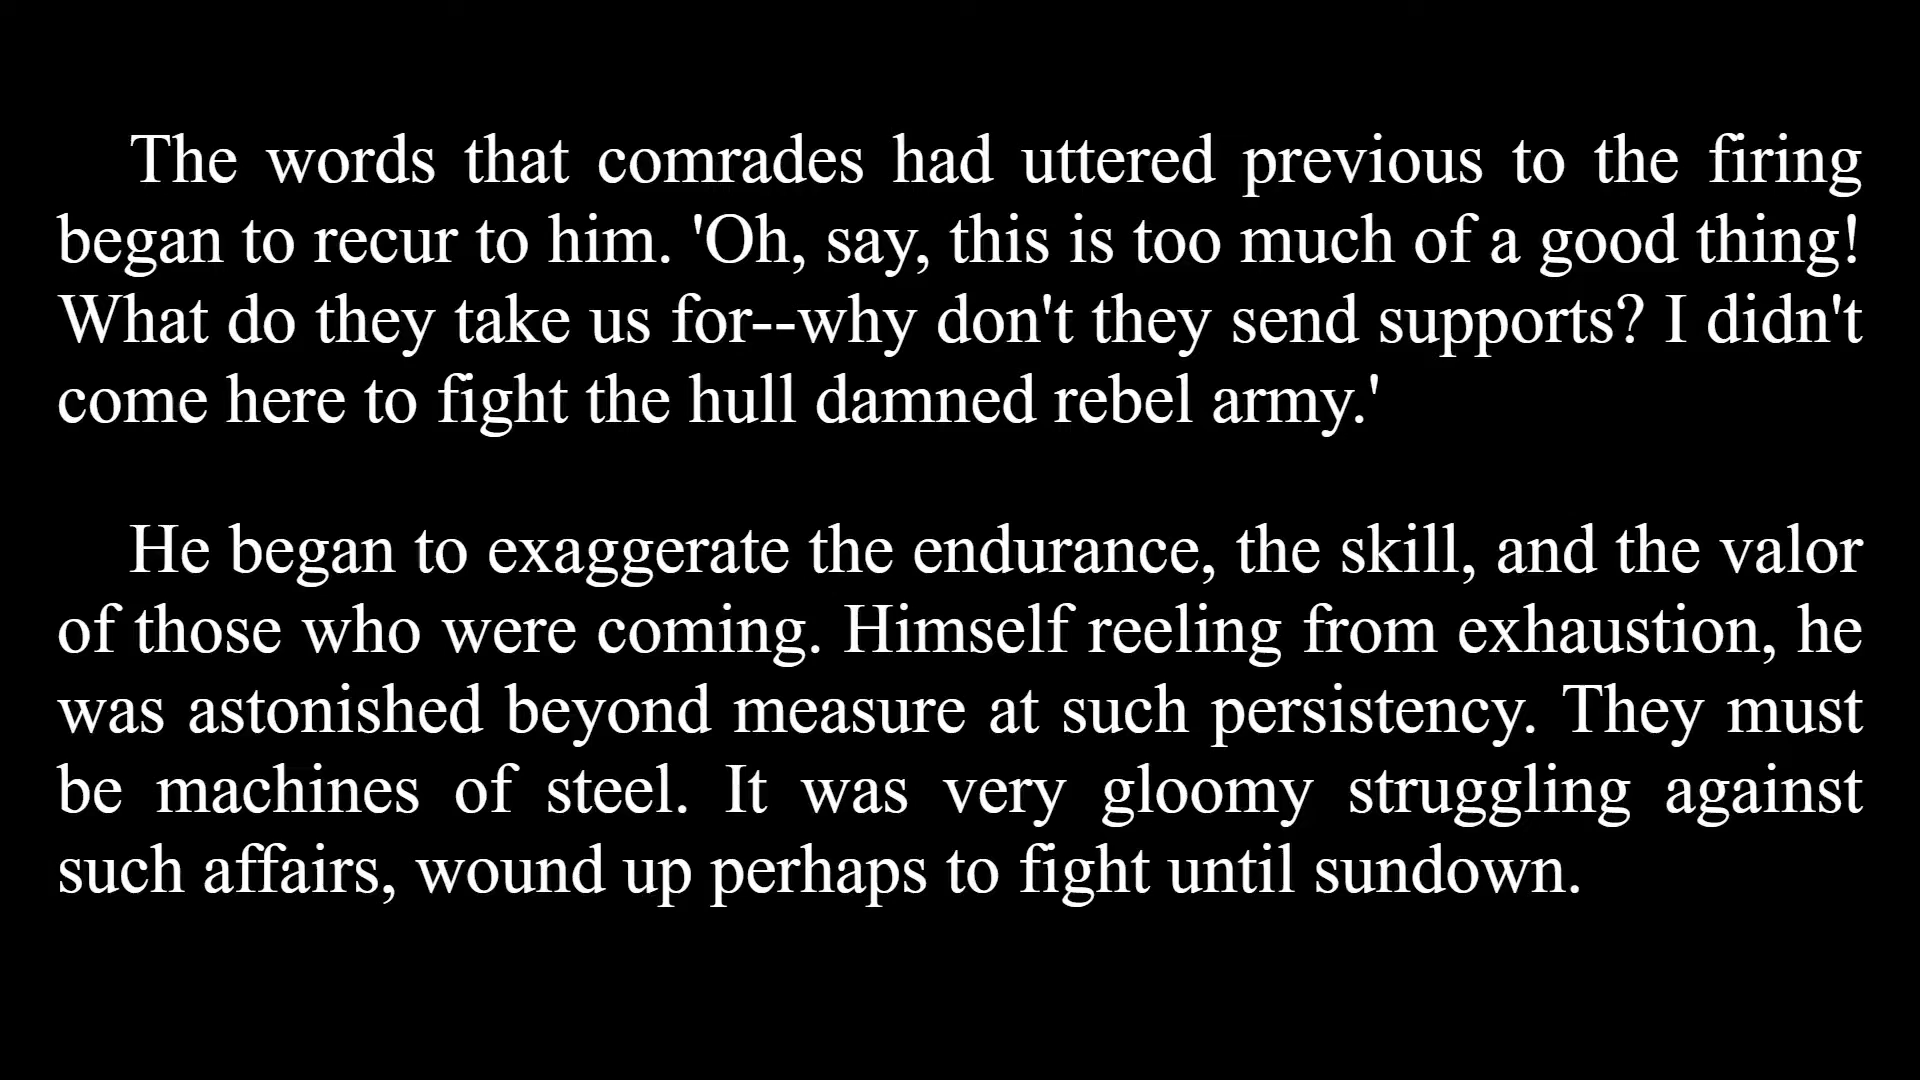 The words that comrades had uttered previous to the firing
began to recur to him. 'Oh, say, this is too much of a good thing!
What do they take us for--why don't they send supports? I didn't
come here to fight the hull damned rebel army.'
He began to exaggerate the endurance, the skill, and the valor
of those who were coming. Himself reeling from exhaustion, he
was astonished beyond measure at such persistency. They must
be machines of steel. It was very gloomy struggling against
such affairs, wound up perhaps to fight until sundown.